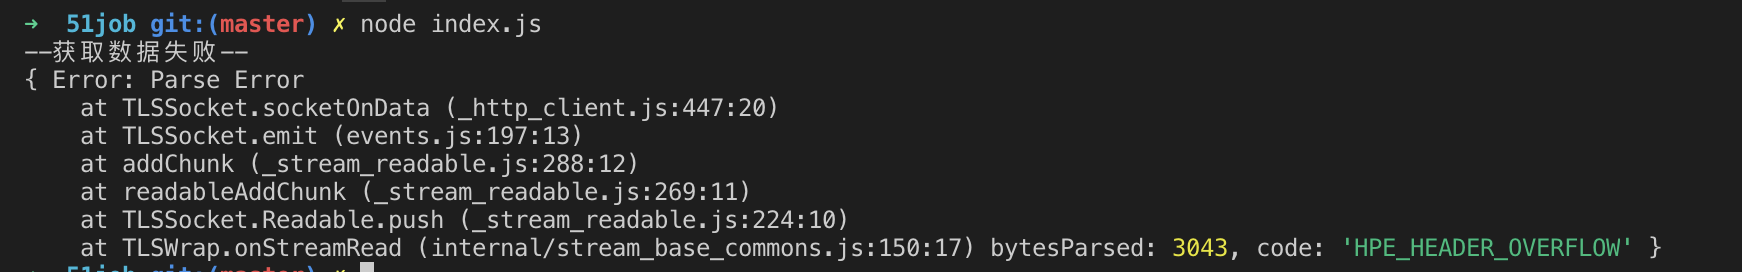 ➜  51job git:(master) ✗ node index.js
--获取数据失败--
{ Error: Parse Error
    at TLSSocket.socketOnData (_http_client.js:447:20)
    at TLSSocket.emit (events.js:197:13)
    at addChunk (_stream_readable.js:288:12)
    at readableAddChunk (_stream_readable.js:269:11)
    at TLSSocket.Readable.push (_stream_readable.js:224:10)
    at TLSWrap.onStreamRead (internal/stream_base_commons.js:150:17) bytesParsed: 3043, code: 'HPE_HEADER_OVERFLOW' }
➜  51job git:(master) ✗